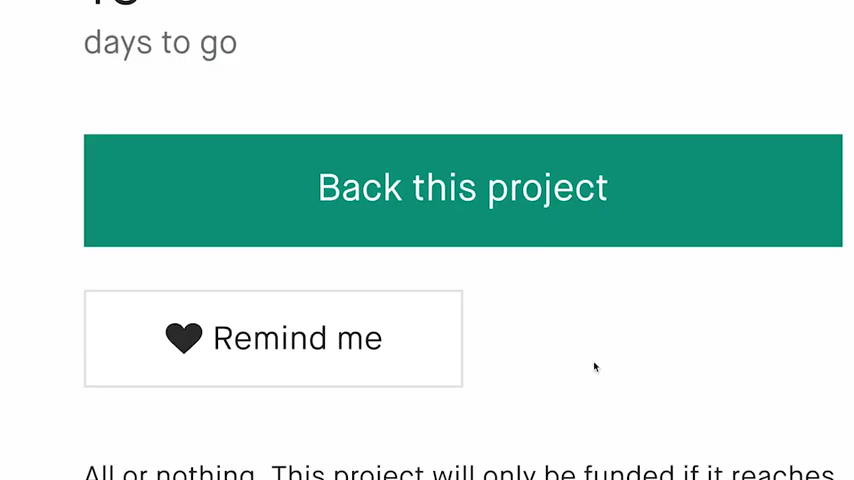 days to go
Back this project
Remind me
All or nothing. This project will only be funded if it reaches